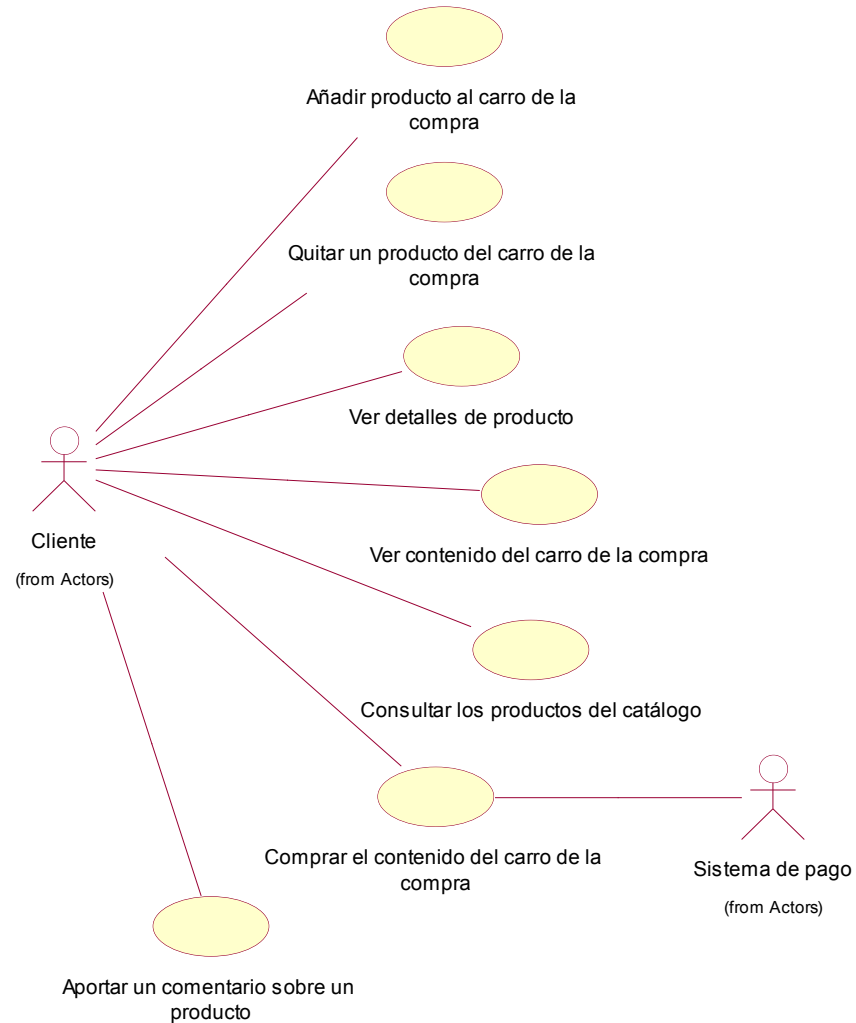 Añadir producto al carro de la
compra
Quitar un producto del carro de la
compra
Ver detalles de producto
Cliente
(from Actors)
Ver contenido del carro de la compra
Consultar los productos del catálogo
Comprar el contenido del carro de la
compra
Sistema de pago
(from Actors)
Aportar un comentario sobre un
producto